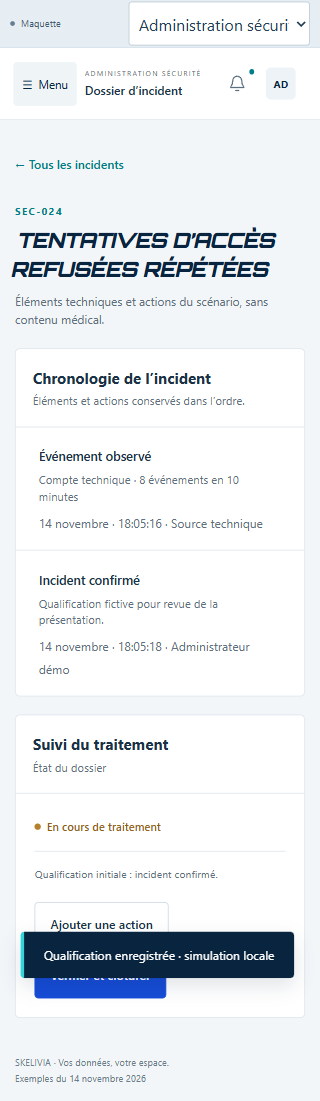 Maquette
Administration sécuri
☰ Menu
ADMINISTRATION SÉCURITÉ
Dossier d’incident
AD
← Tous les incidents
SEC-024
TENTATIVES D’ACCÈS
REFUSÉES RÉPÉTÉES
Éléments techniques et actions du scénario, sans
contenu médical.
Chronologie de l’incident
Éléments et actions conservés dans l’ordre.
Événement observé
Compte technique · 8 événements en 10
minutes
14 novembre · 18:05:16 · Source technique
Incident confirmé
Qualification fictive pour revue de la
présentation.
14 novembre · 18:05:18 · Administrateur
démo
Suivi du traitement
État du dossier
En cours de traitement
Qualification initiale : incident confirmé.
Ajouter une action
Qualification enregistrée · simulation locale
SKELIVIA · Vos données, votre espace.
Exemples du 14 novembre 2026